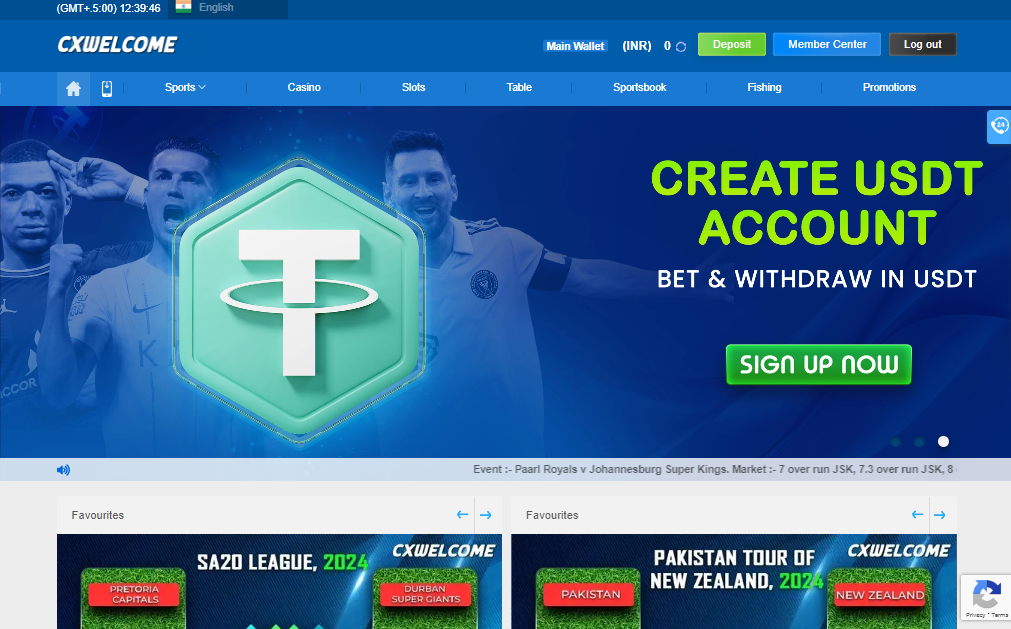 (GMT+.5:00) 12:39:46 English
CXWELCOME
Main Wallet (INR) 0 Deposit Member Center Log out
Sports Casino Slots Table Sportsbook Fishing Promotions
24
CREATE USDT
ACCOUNT
BET & WITHDRAW IN USDT
SIGN UP NOW
K
ACCOR
Event :- Paarl Royals v Johannesburg Super Kings. Market :- 7 over run JSK, 7.3 over run JSK, 8
Favourites
CXWELCOME
SA20 LEAGUE, 2024
PRETORIA
CAPITALS
DURBAN
SUPER GIANTS
Favourites
CXWELCOME
PAKISTAN TOUR OF
NEW ZEALAND, 2024
PAKISTAN
NEW ZEALAND
Privacy - Terms